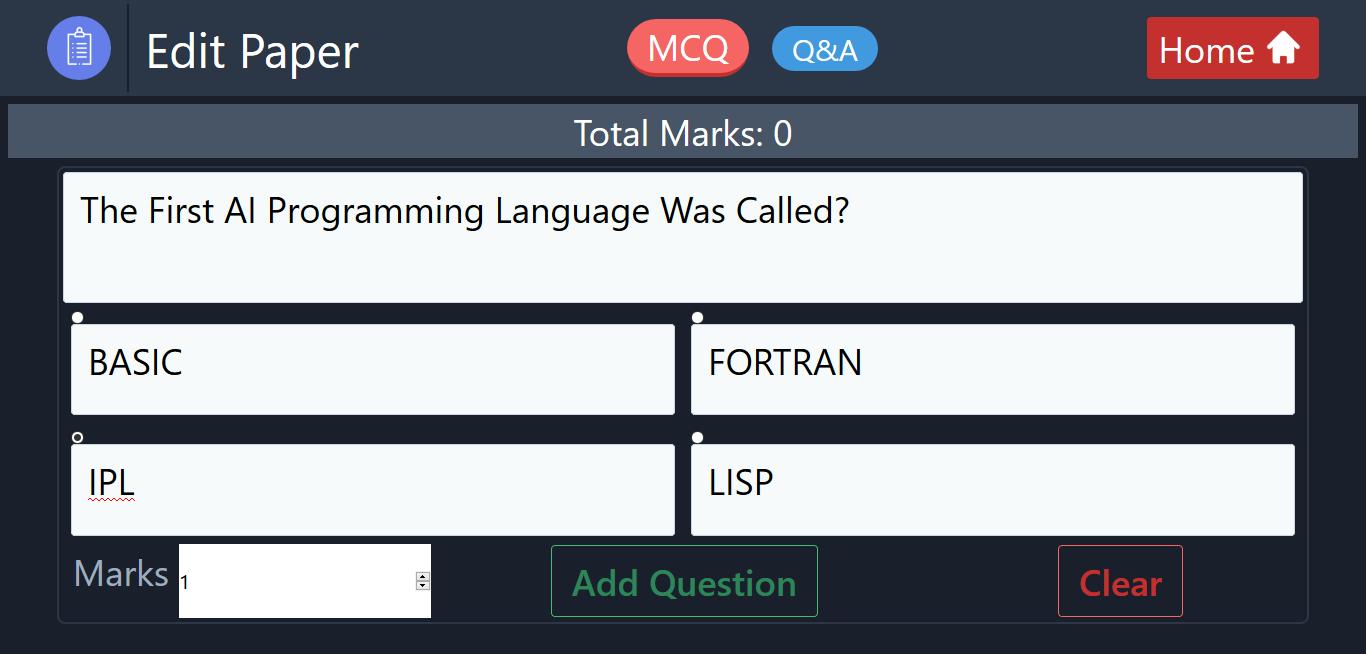 Edit Paper
MCQ
Q&A
Home
Total Marks: 0
The First AI Programming Language Was Called?
BASIC
FORTRAN
IPL
LISP
Marks
1
Add Question
Clear